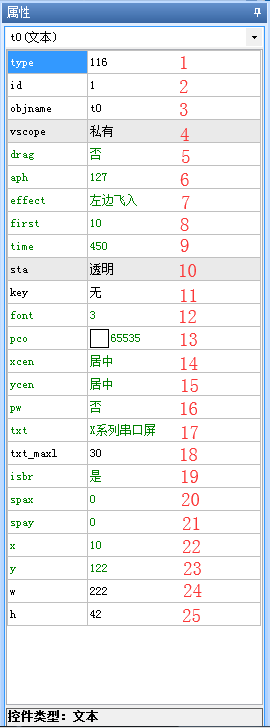 属性
t0(文本)
type 116 1
id 1 2
objname t0 3
vscope 私有 4
drag 否 5
aph 127 6
effect 左边飞入 7
first 10 8
time 450 9
sta 透明 10
key 无 11
font 3 12
pco 65535 13
xcen 居中 14
ycen 居中 15
pw 否 16
txt X系列串口屏 17
txt_maxl 30 18
isbr 是 19
spax 0 20
spay 0 21
x 10 22
y 122 23
w 222 24
h 42 25
控件类型: 文本